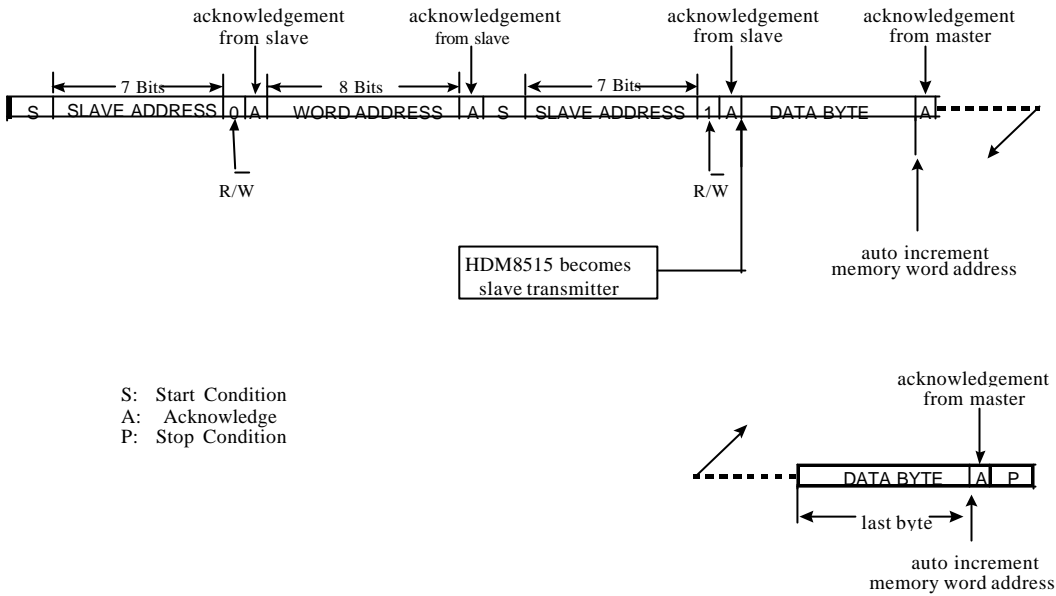 acknowledgement
from slave
acknowledgement
from slave
acknowledgement
from slave
acknowledgement
from master
7 Bits
8 Bits
7 Bits
S SLAVE ADDRESS 0 A WORD ADDRESS A S SLAVE ADDRESS 1 A DATA BYTE A
R/W̅
R/W̅
HDM8515 becomes
slave transmitter
auto increment
memory word address
S: Start Condition
A: Acknowledge
P: Stop Condition
acknowledgement
from master
DATA BYTE A P
last byte
auto increment
memory word address